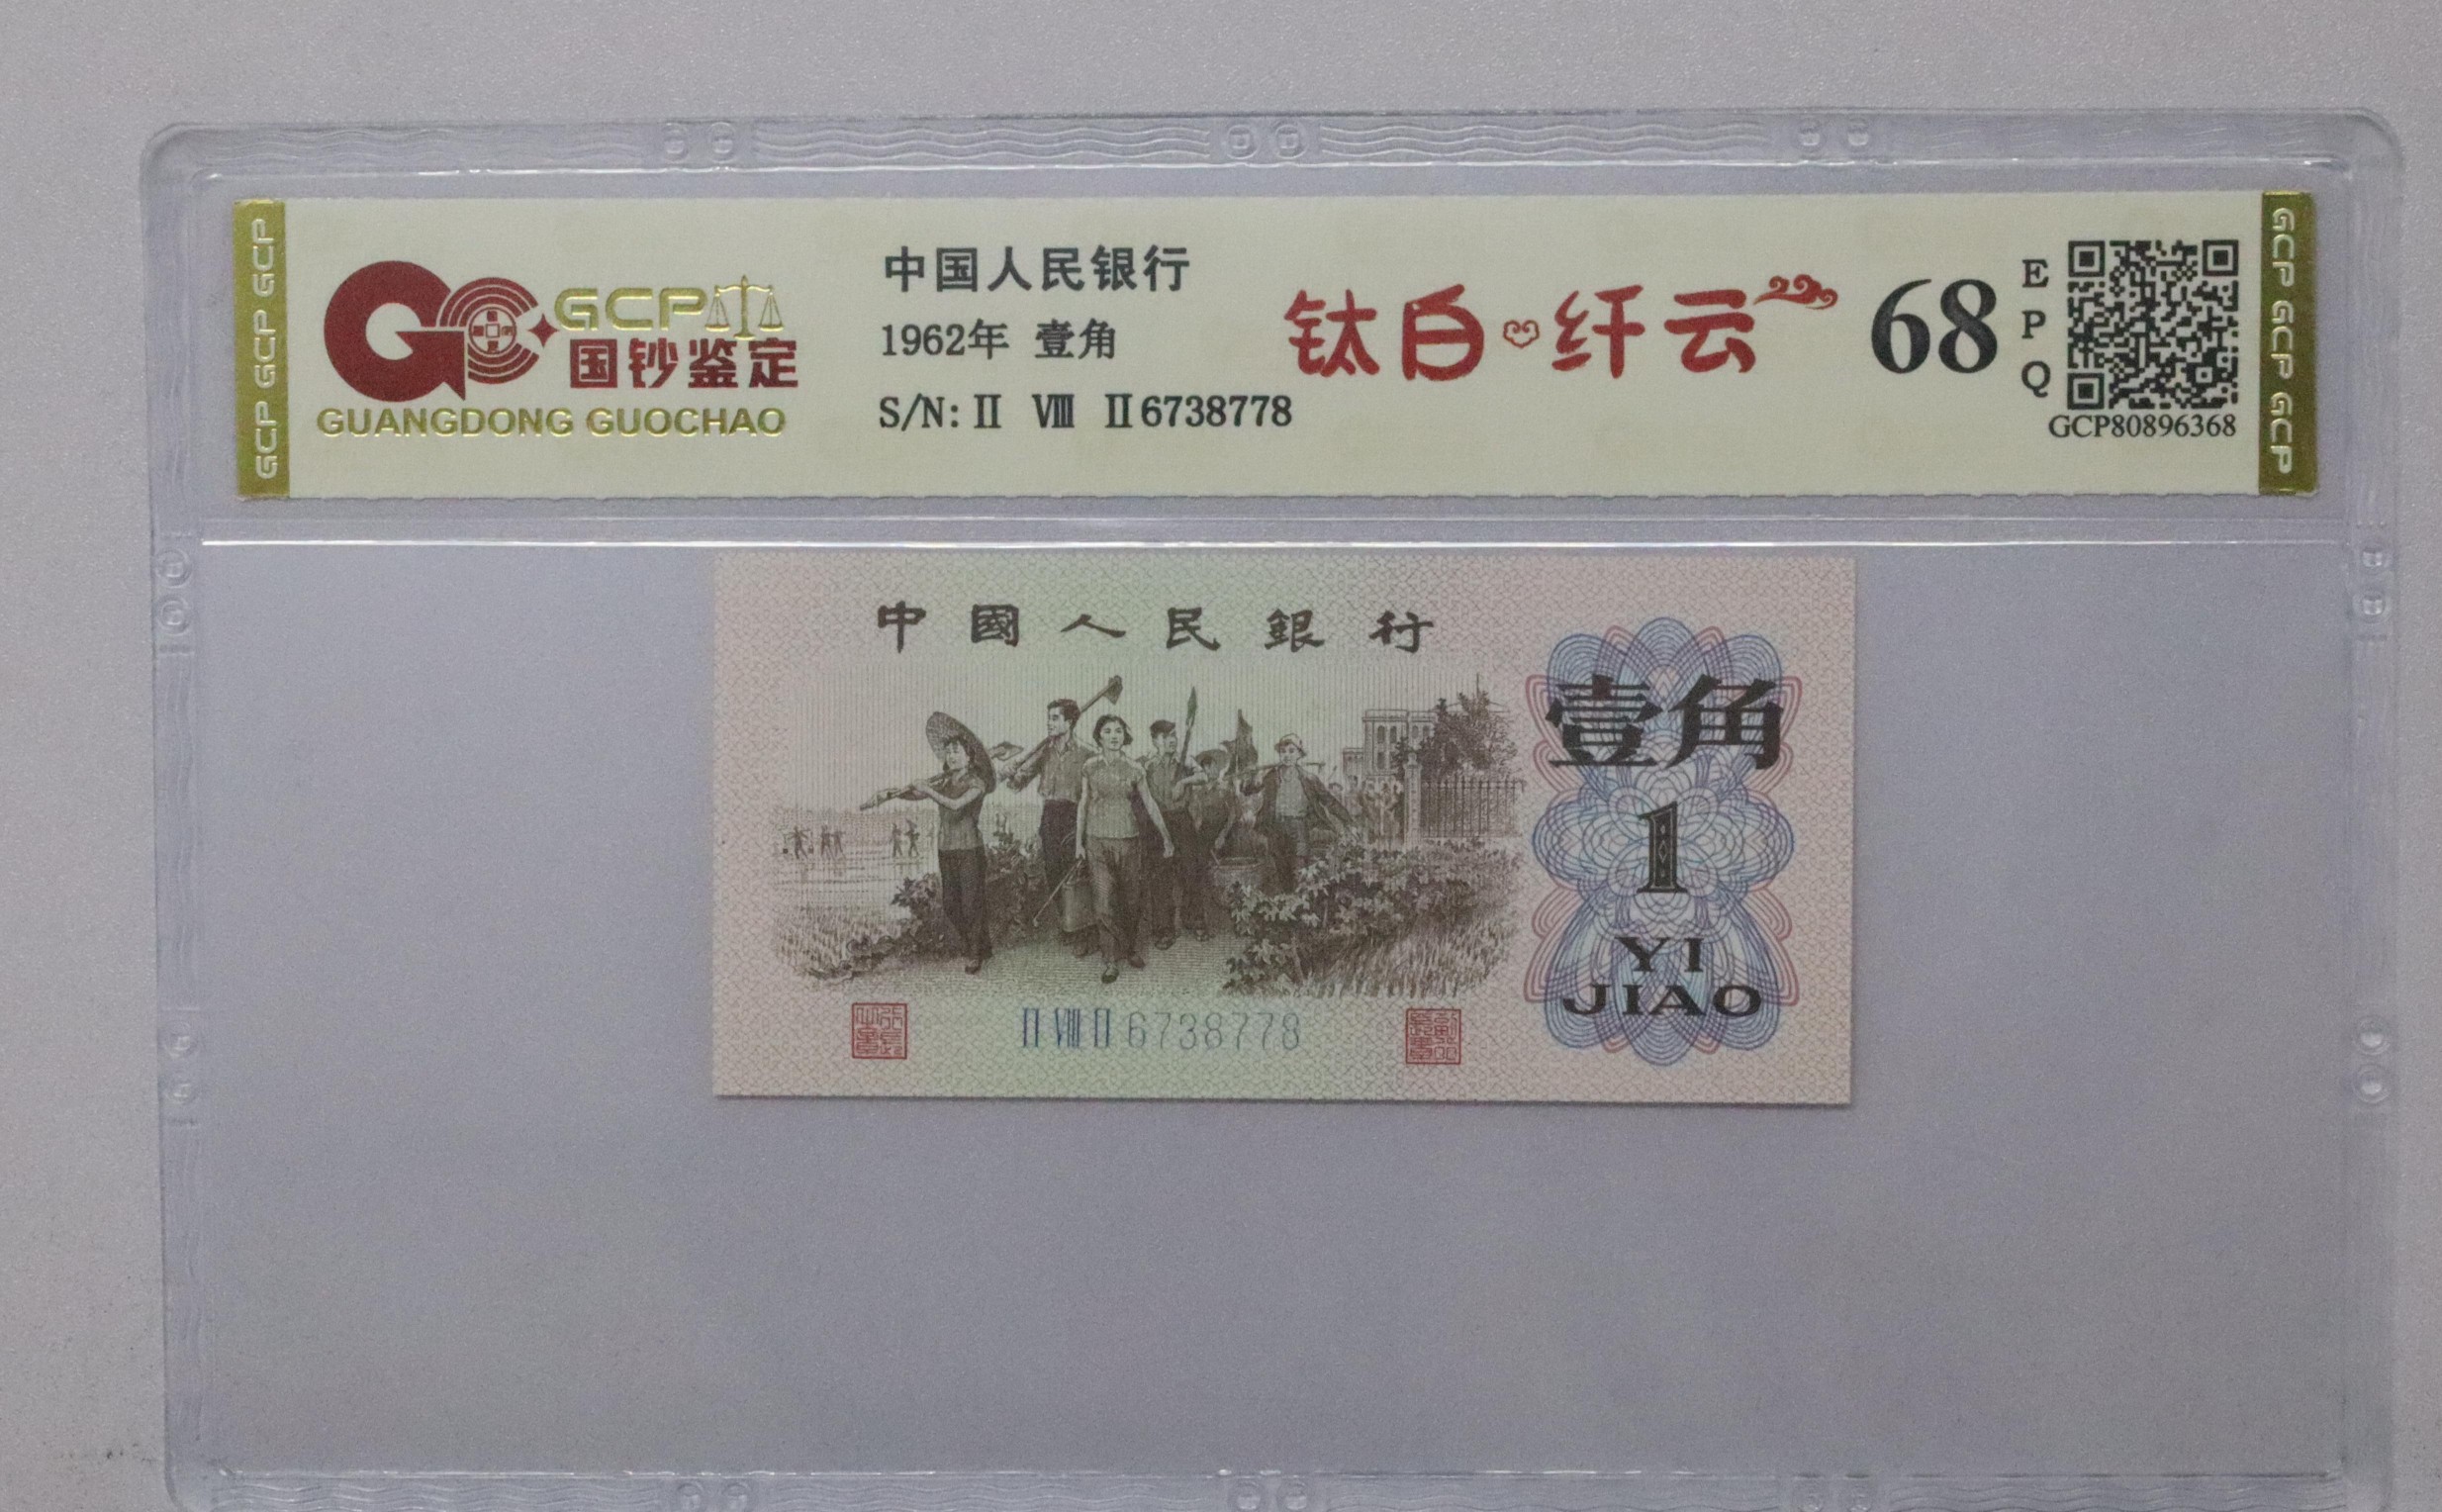 GCP GCP GCP
GCP
国钞鉴定
GUANGDONG GUOCHAO
中国人民银行
1962年 壹角
S/N: Ⅱ Ⅷ Ⅱ6738778
钛白纤云
68
EPQ
GCP80896368
GCP GCP GCP
中國人民銀行
壹角
1
YI
JIAO
Ⅱ Ⅷ Ⅱ 6738778